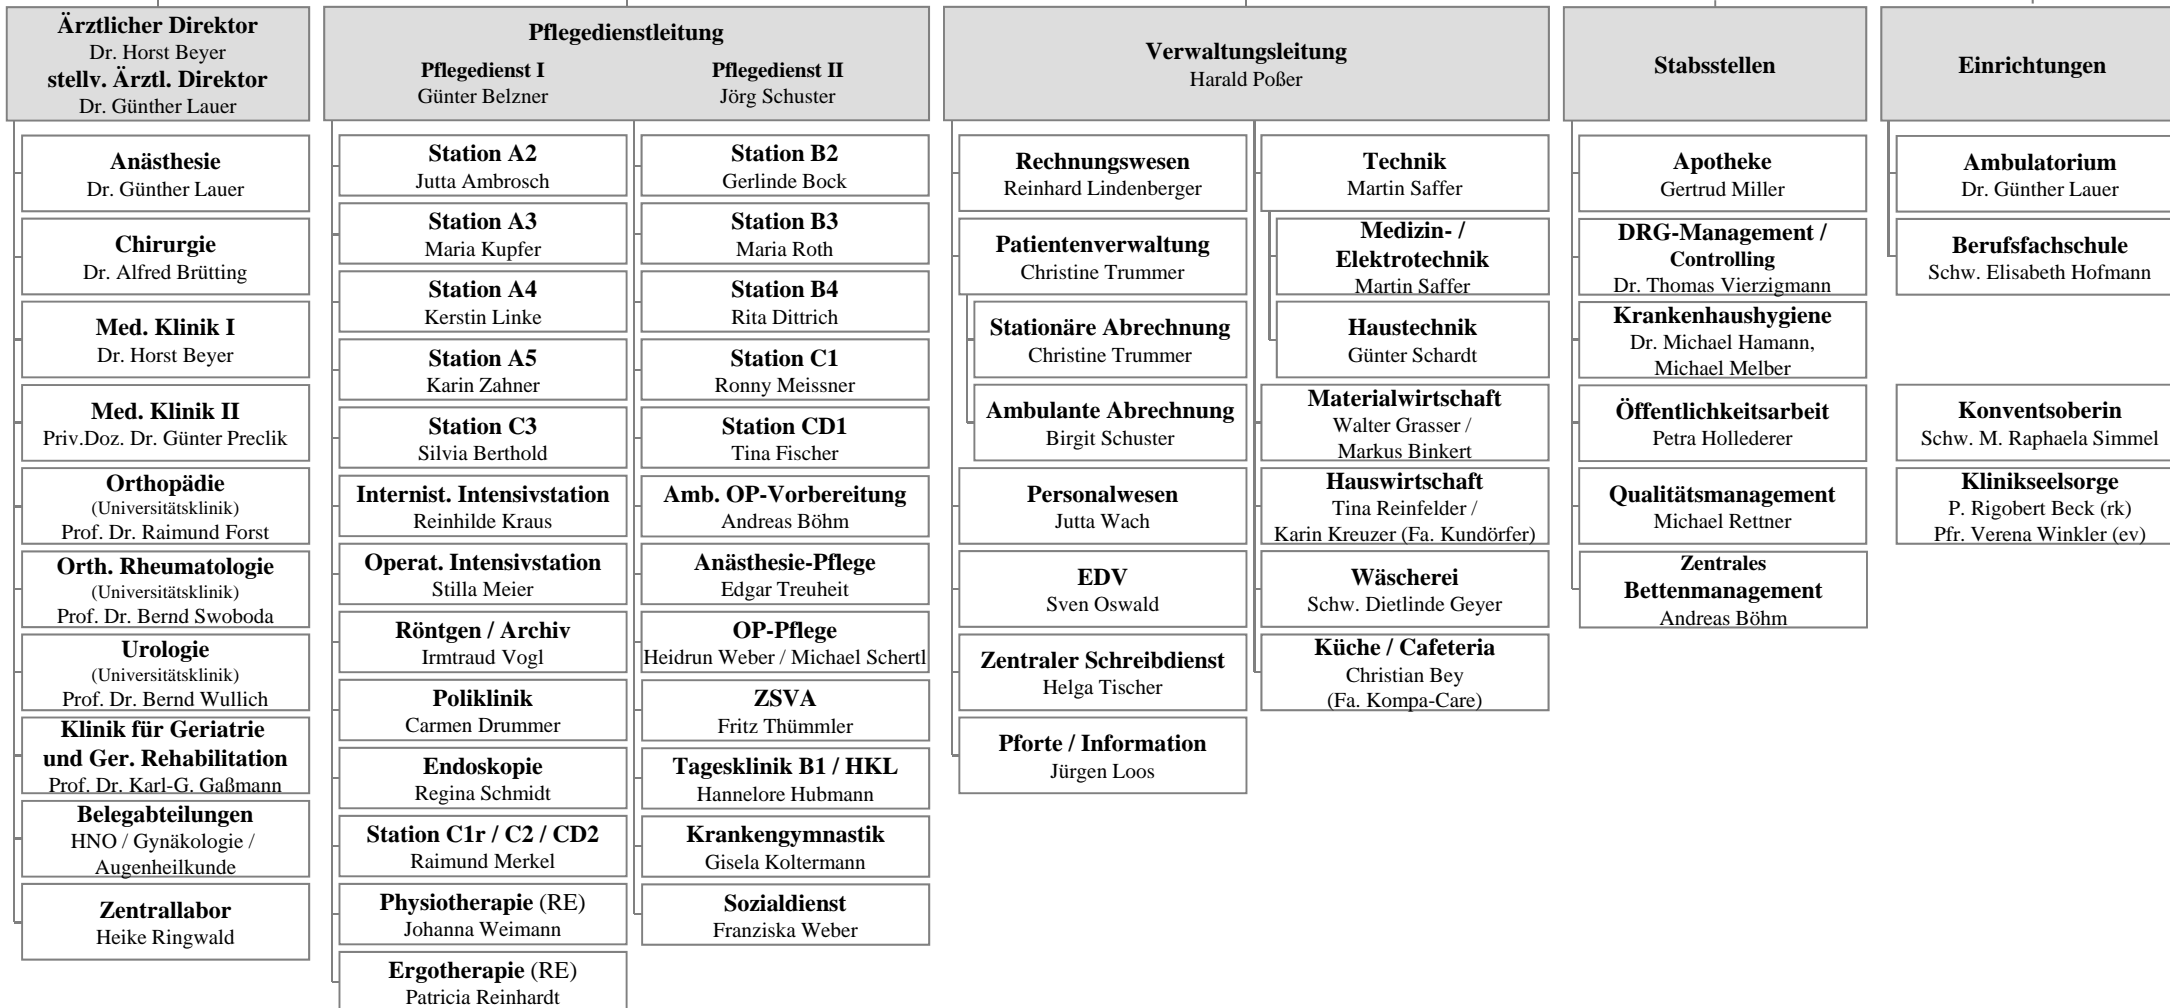 Ärztlicher Direktor
Dr. Horst Beyer
stellv. Ärztl. Direktor
Dr. Günther Lauer
Anästhesie
Dr. Günther Lauer
Chirurgie
Dr. Alfred Brütting
Med. Klinik I
Dr. Horst Beyer
Med. Klinik II
Priv.Doz. Dr. Günter Preclik
Orthopädie
(Universitätsklinik)
Prof. Dr. Raimund Forst
Orth. Rheumatologie
(Universitätsklinik)
Prof. Dr. Bernd Swoboda
Urologie
(Universitätsklinik)
Prof. Dr. Bernd Wullich
Klinik für Geriatrie
und Ger. Rehabilitation
Prof. Dr. Karl-G. Gaßmann
Belegabteilungen
HNO / Gynäkologie /
Augenheilkunde
Zentrallabor
Heike Ringwald
Pflegedienstleitung
Pflegedienst I
Günter Belzner
Station A2
Jutta Ambrosch
Station A3
Maria Kupfer
Station A4
Kerstin Linke
Station A5
Karin Zahner
Station C3
Silvia Berthold
Internist. Intensivstation
Reinhilde Kraus
Operat. Intensivstation
Stilla Meier
Röntgen / Archiv
Irmtraud Vogl
Poliklinik
Carmen Drummer
Endoskopie
Regina Schmidt
Station C1r / C2 / CD2
Raimund Merkel
Physiotherapie (RE)
Johanna Weimann
Ergotherapie (RE)
Patricia Reinhardt
Pflegedienst II
Jörg Schuster
Station B2
Gerlinde Bock
Station B3
Maria Roth
Station B4
Rita Dittrich
Station C1
Ronny Meissner
Station CD1
Tina Fischer
Amb. OP-Vorbereitung
Andreas Böhm
Anästhesie-Pflege
Edgar Treuheit
OP-Pflege
Heidrun Weber / Michael Schertl
ZSVA
Fritz Thümmler
Tagesklinik B1 / HKL
Hannelore Hubmann
Krankengymnastik
Gisela Koltermann
Sozialdienst
Franziska Weber
Verwaltungsleitung
Harald Poßer
Rechnungswesen
Reinhard Lindenberger
Patientenverwaltung
Christine Trummer
Stationäre Abrechnung
Christine Trummer
Ambulante Abrechnung
Birgit Schuster
Personalwesen
Jutta Wach
EDV
Sven Oswald
Zentraler Schreibdienst
Helga Tischer
Pforte / Information
Jürgen Loos
Technik
Martin Saffer
Medizin- /
Elektrotechnik
Martin Saffer
Haustechnik
Günter Schardt
Materialwirtschaft
Walter Grasser /
Markus Binkert
Hauswirtschaft
Tina Reinfelder /
Karin Kreuzer (Fa. Kundörfer)
Wäscherei
Schw. Dietlinde Geyer
Küche / Cafeteria
Christian Bey
(Fa. Kompa-Care)
Stabsstellen
Apotheke
Gertrud Miller
DRG-Management /
Controlling
Dr. Thomas Vierzigmann
Krankenhaushygiene
Dr. Michael Hamann,
Michael Melber
Öffentlichkeitsarbeit
Petra Hollederer
Qualitätsmanagement
Michael Rettner
Zentrales
Bettenmanagement
Andreas Böhm
Einrichtungen
Ambulatorium
Dr. Günther Lauer
Berufsfachschule
Schw. Elisabeth Hofmann
Konventsoberin
Schw. M. Raphaela Simmel
Klinikseelsorge
P. Rigobert Beck (rk)
Pfr. Verena Winkler (ev)